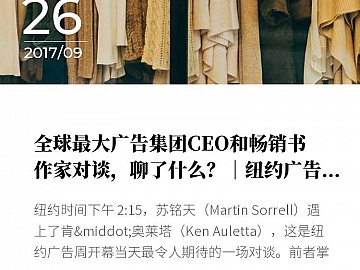 26
2017/09
全球最大广告集团CEO和畅销书
作家对谈，聊了什么？｜纽约广告...
纽约时间下午 2:15，苏铭天（Martin Sorrell）遇
上了肯&middot;奥莱塔（Ken Auletta），这是纽
约广告周开幕当天最令人期待的一场对谈。前者掌